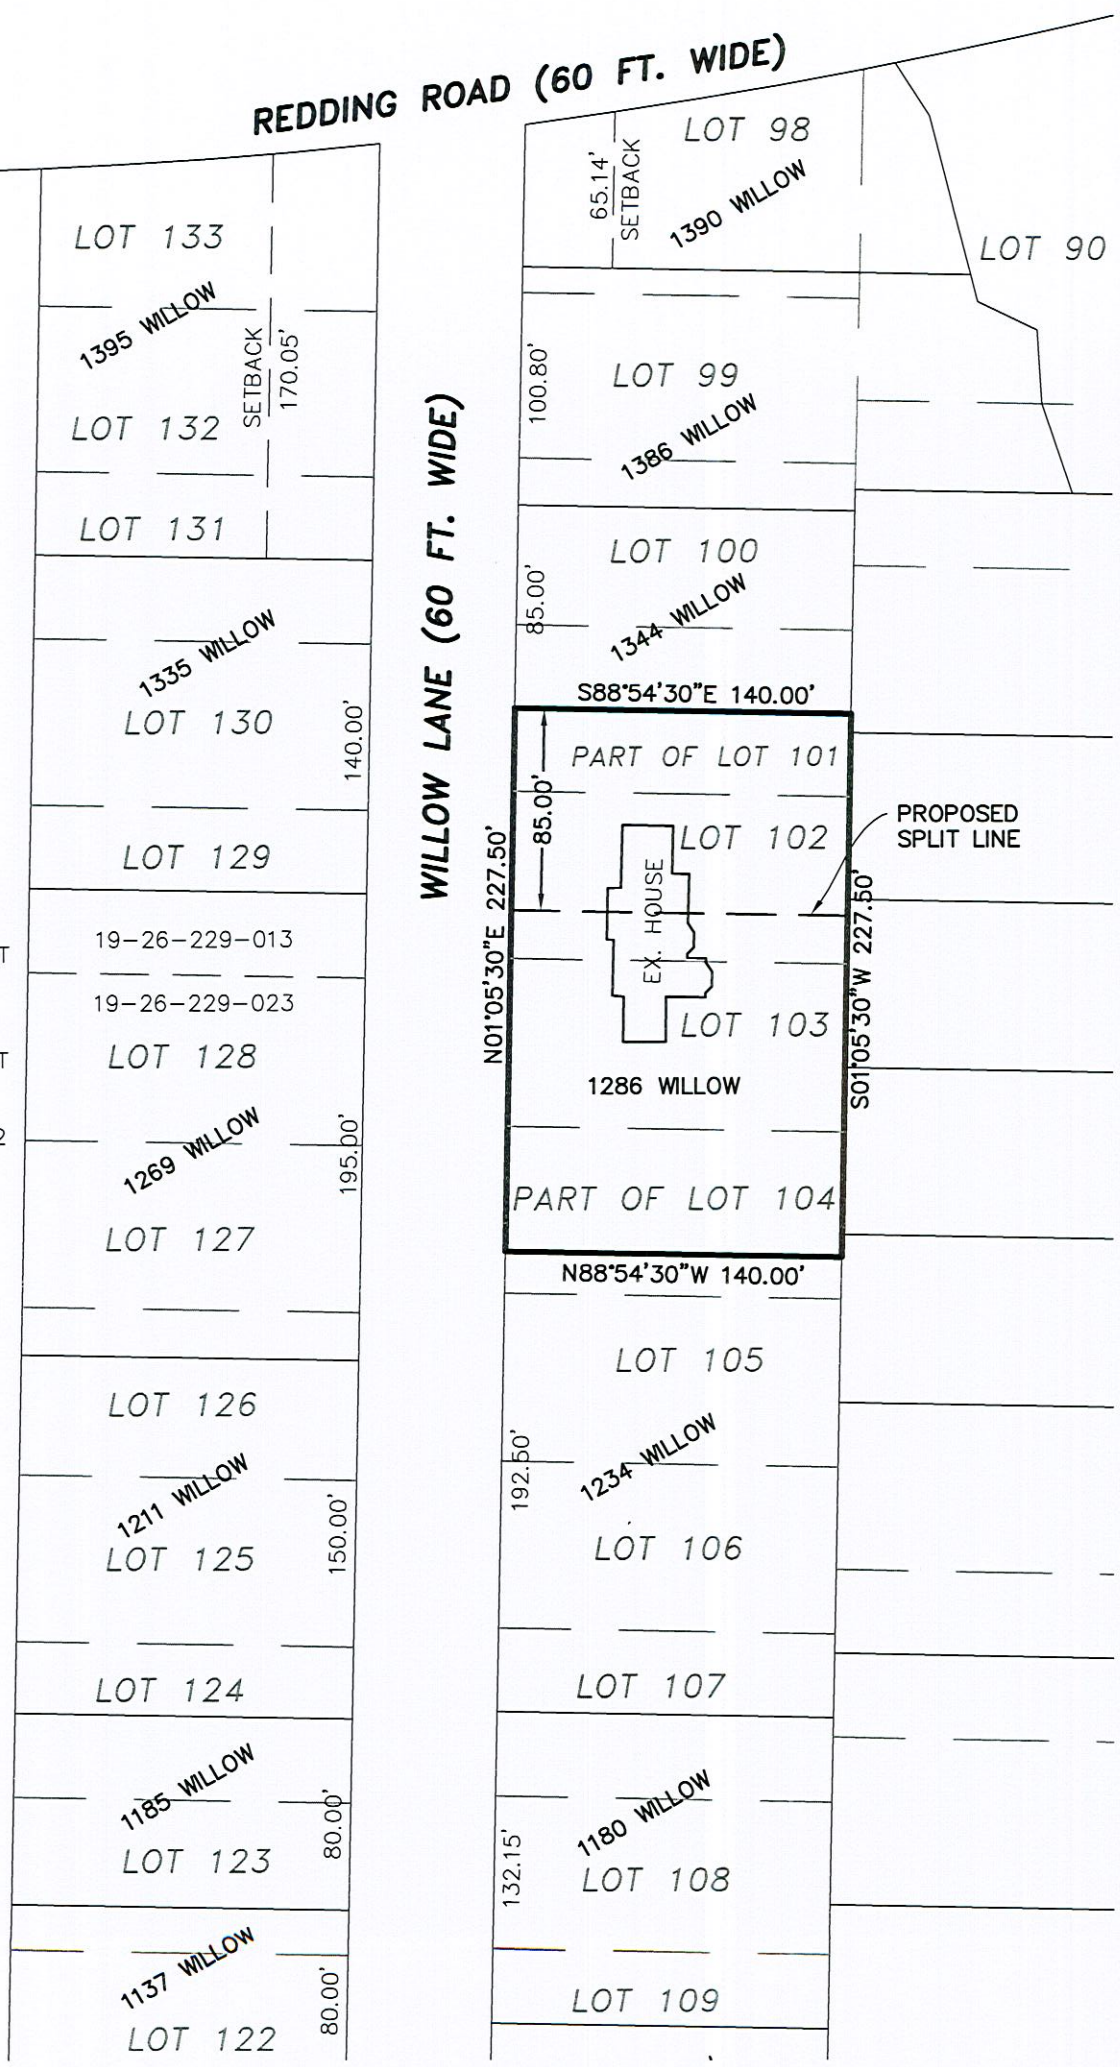 REDDING ROAD (60 FT. WIDE)
WILLOW LANE (60 FT. WIDE)
LOT 133
1395 WILLOW
SETBACK
170.05'
LOT 132
LOT 131
1335 WILLOW
LOT 130
140.00'
LOT 129
19-26-229-013
T
19-26-229-023
LOT 128
T
2
1269 WILLOW
195.00'
LOT 127
LOT 126
1211 WILLOW
LOT 125
150.00'
LOT 124
1185 WILLOW
80.00'
LOT 123
1137 WILLOW
80.00'
LOT 122
LOT 98
65.14'
SETBACK
1390 WILLOW
LOT 90
100.80'
LOT 99
1386 WILLOW
LOT 100
85.00'
1344 WILLOW
S88°54'30"E 140.00'
PART OF LOT 101
85.00'
LOT 102
PROPOSED
SPLIT LINE
N01°05'30"E 227.50'
EX. HOUSE
S01°05'30"W 227.50'
LOT 103
1286 WILLOW
PART OF LOT 104
N88°54'30"W 140.00'
LOT 105
192.50'
1234 WILLOW
LOT 106
LOT 107
1180 WILLOW
132.15'
LOT 108
LOT 109